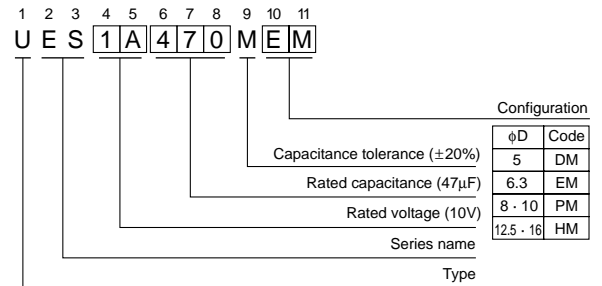 1 2 3 4 5 6 7 8 9 10 11
U E S 1 A 4 7 0 M E M
Configuration
φD Code
5 DM
6.3 EM
8 · 10 PM
12.5 · 16 HM
Capacitance tolerance (±20%)
Rated capacitance (47μF)
Rated voltage (10V)
Series name
Type